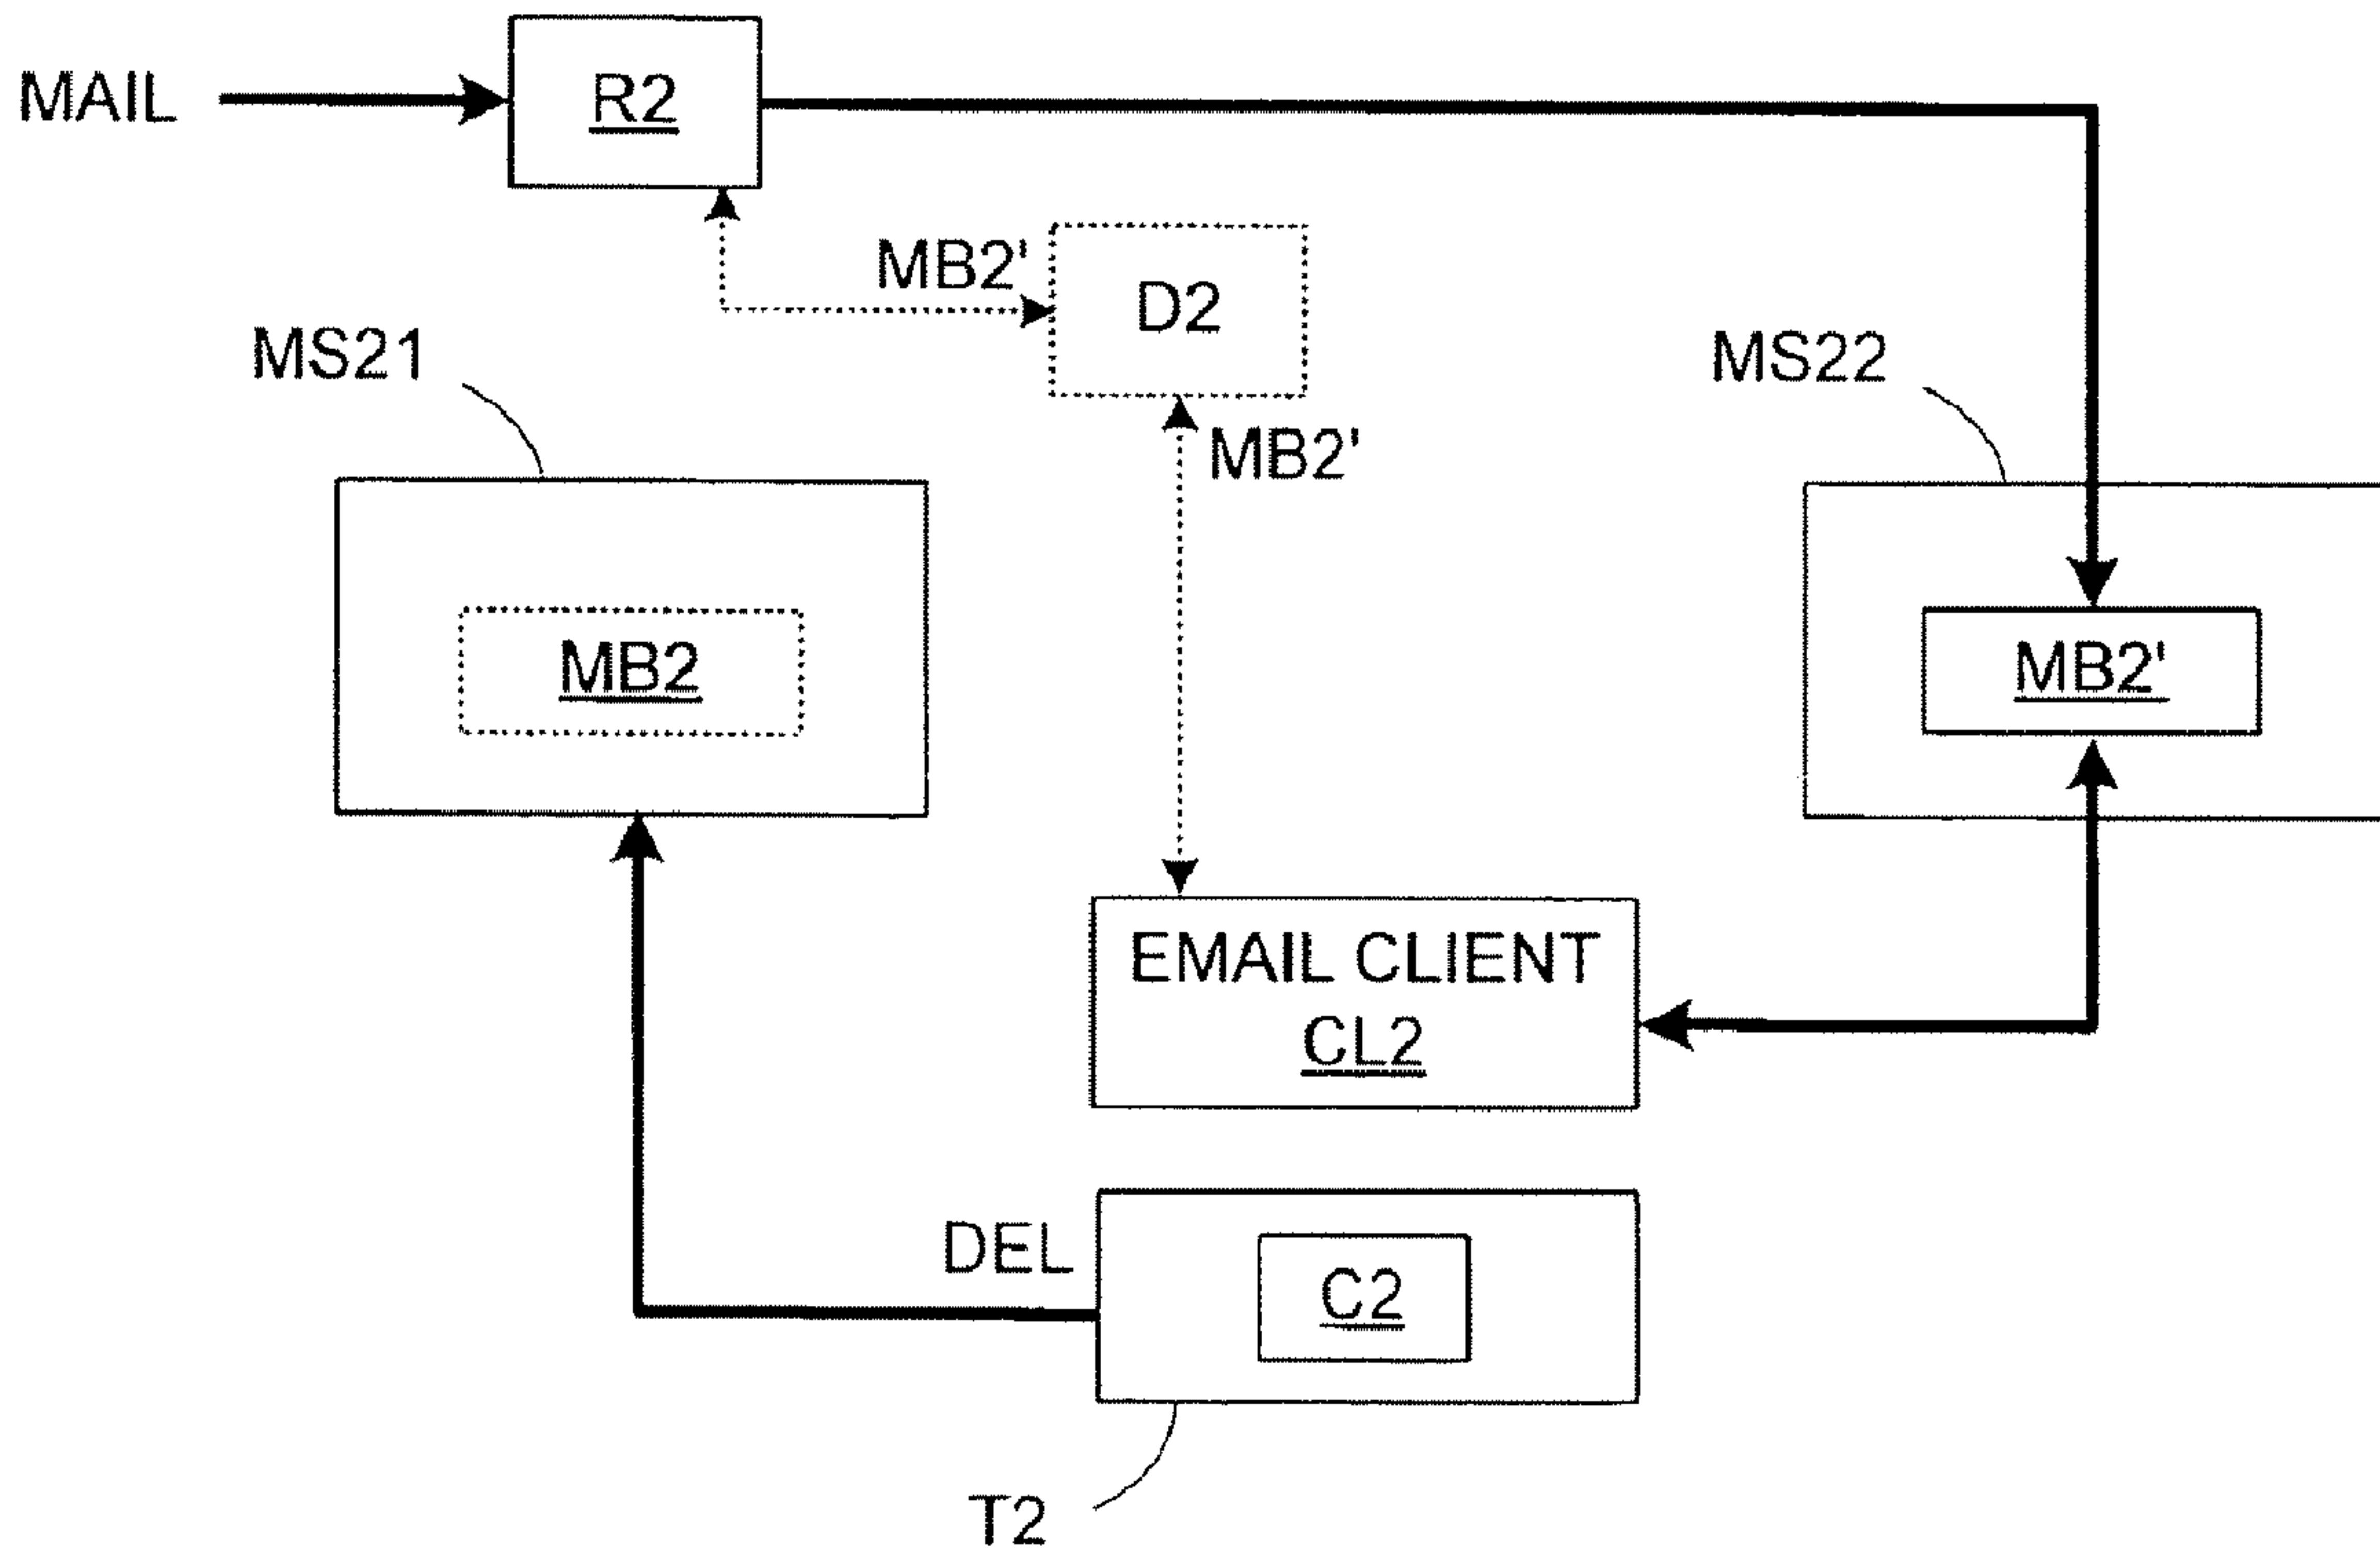 MAIL
R2
MB2'
D2
MS21
MS22
MB2'
MB2
MB2'
EMAIL CLIENT
CL2
DEL
C2
T2